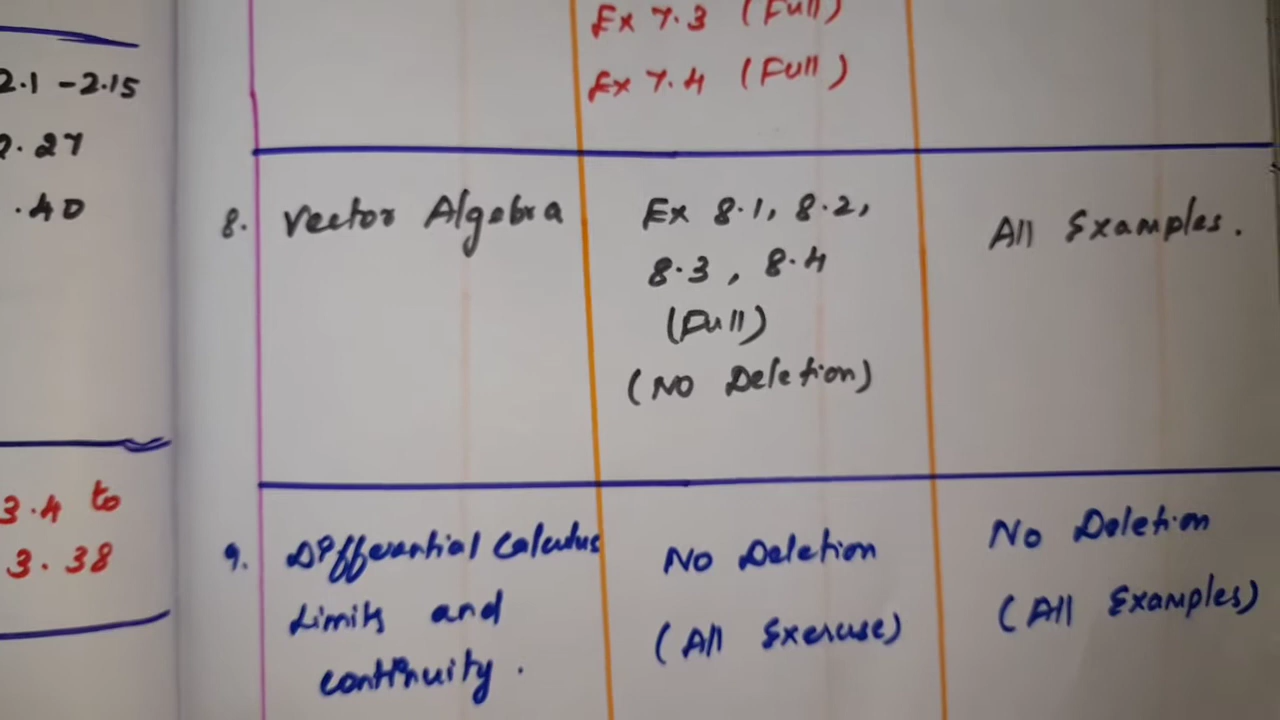 2.1 - 2.15
2.27
.40
3.4 to
3.38
Ex 7.3 (Full)
Ex 7.4 (Full)
8. Vector Algebra
Ex 8.1, 8.2,
8.3, 8.4
(Full)
(No Deletion)
All Examples.
9. Differential Calculus
Limits and
continuity.
No Deletion
(All Exercise)
No Deletion
(All Examples)